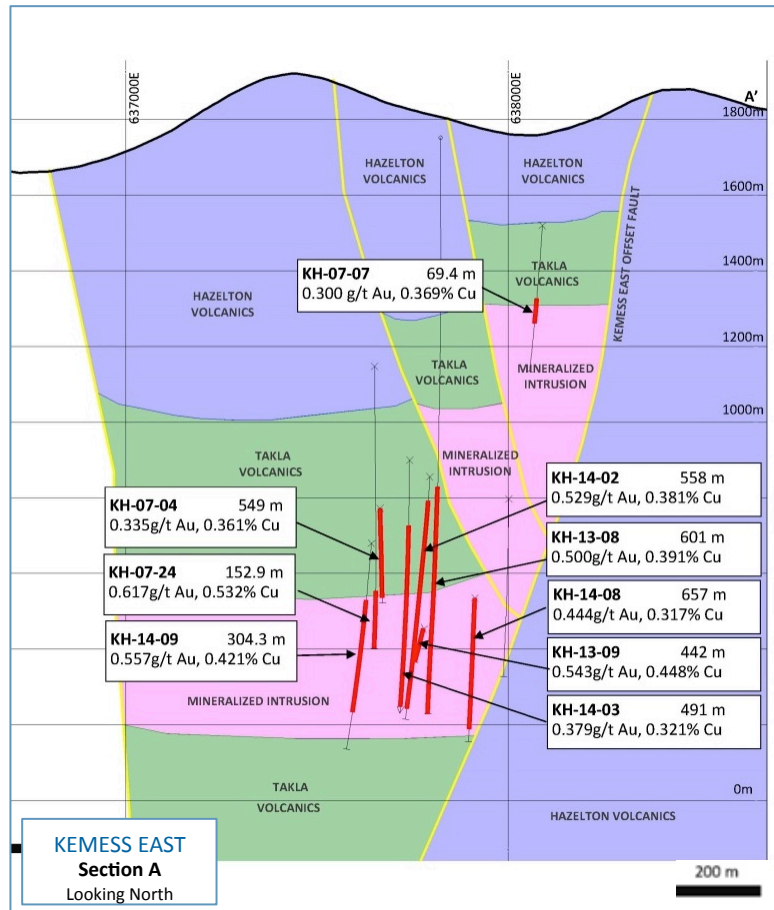 637000E
638000E
A'
1800m
1600m
1400m
1200m
1000m
0m
HAZELTON
VOLCANICS
HAZELTON
VOLCANICS
KH-07-07 69.4 m
0.300 g/t Au, 0.369% Cu
TAKLA
VOLCANICS
KEMESS EAST OFFSET FAULT
HAZELTON
VOLCANICS
TAKLA
VOLCANICS
MINERALIZED
INTRUSION
TAKLA
VOLCANICS
MINERALIZED
INTRUSION
KH-07-04 549 m
0.335g/t Au, 0.361% Cu
KH-07-24 152.9 m
0.617g/t Au, 0.532% Cu
KH-14-09 304.3 m
0.557g/t Au, 0.421% Cu
KH-14-02 558 m
0.529g/t Au, 0.381% Cu
KH-13-08 601 m
0.500g/t Au, 0.391% Cu
KH-14-08 657 m
0.444g/t Au, 0.317% Cu
KH-13-09 442 m
0.543g/t Au, 0.448% Cu
KH-14-03 491 m
0.379g/t Au, 0.321% Cu
MINERALIZED INTRUSION
TAKLA
VOLCANICS
HAZELTON VOLCANICS
KEMESS EAST
Section A
Looking North
200 m